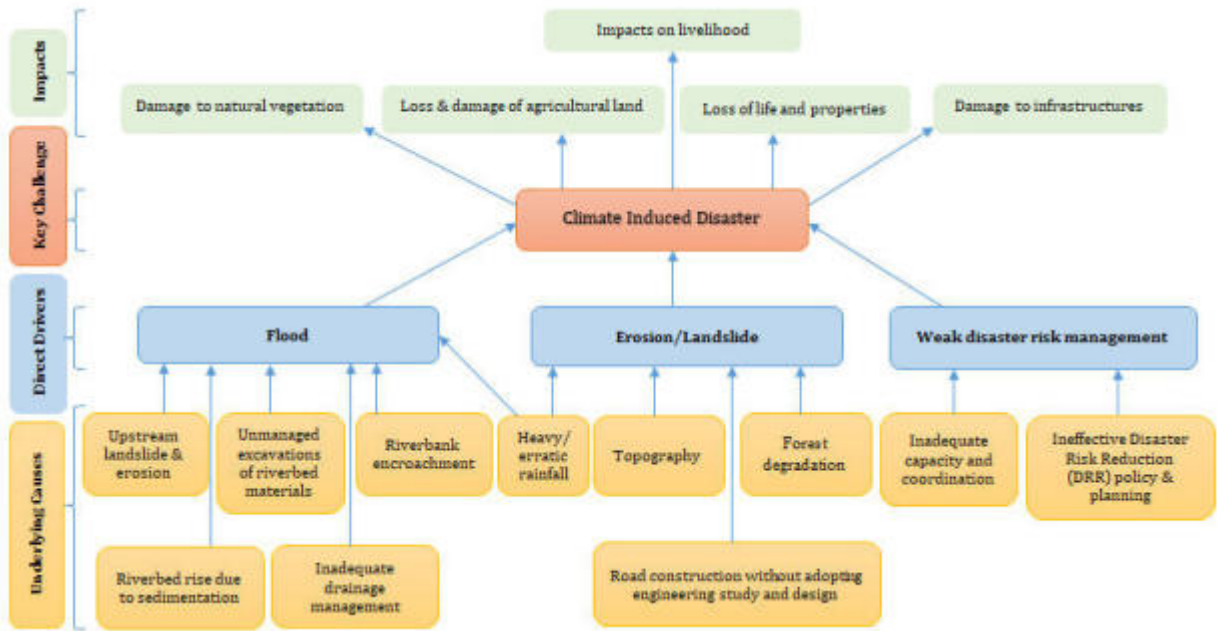 Impacts
Impacts on livelihood
Damage to natural vegetation
Loss & damage of agricultural land
Loss of life and properties
Damage to infrastructures
Key Challenge
Climate Induced Disaster
Direct Drivers
Flood
Erosion/Landslide
Weak disaster risk management
Underlying Causes
Upstream
landslide &
erosion
Unmanaged
excavations
of riverbed
materials
Riverbank
encroachment
Heavy/
erratic
rainfall
Topography
Forest
degradation
Inadequate
capacity and
coordination
Ineffective Disaster
Risk Reduction
(DRR) policy &
planning
Riverbed rise due
to sedimentation
Inadequate
drainage
management
Road construction without adopting
engineering study and design